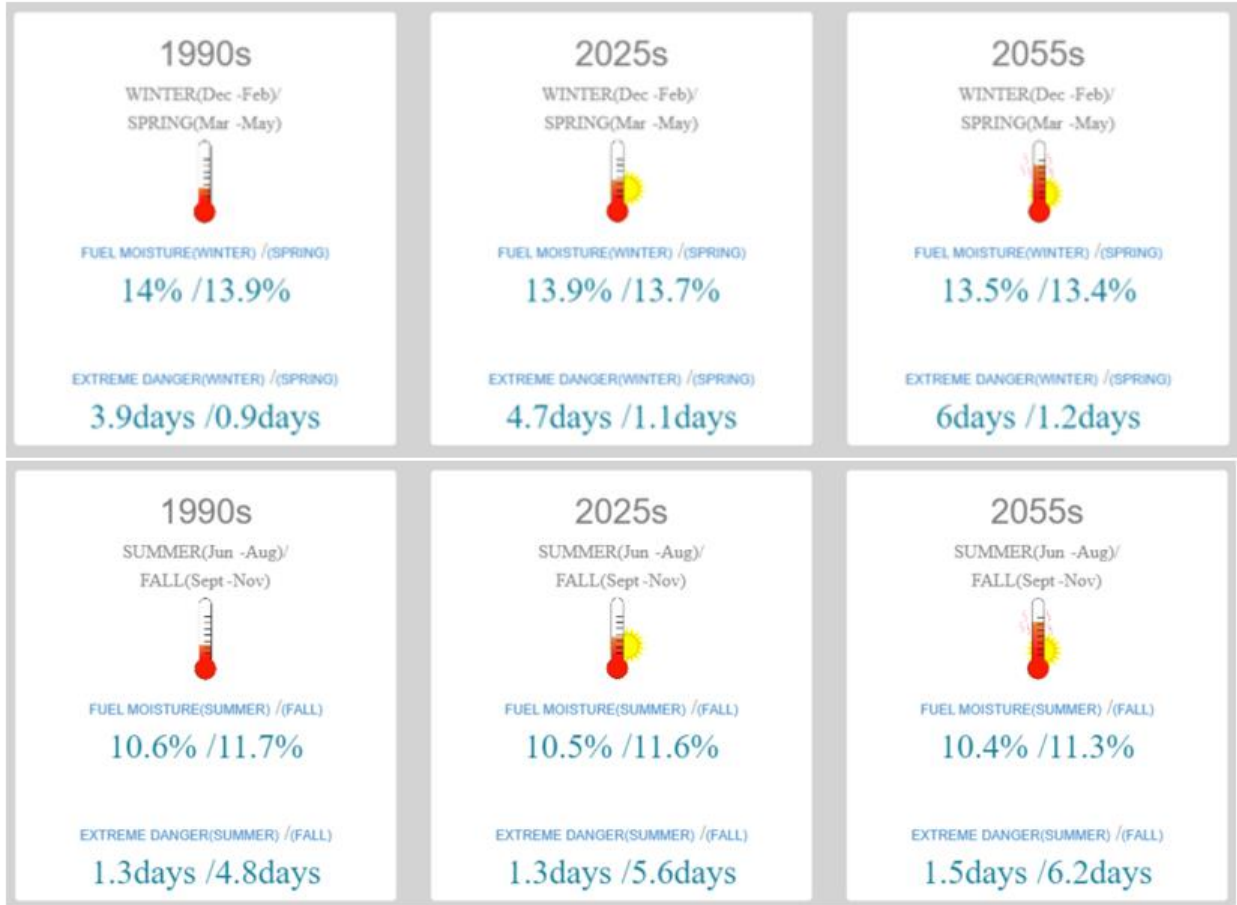 1990s
WINTER(Dec -Feb)/
SPRING(Mar -May)
FUEL MOISTURE(WINTER) /(SPRING)
14% /13.9%
EXTREME DANGER(WINTER) /(SPRING)
3.9days /0.9days
2025s
WINTER(Dec -Feb)/
SPRING(Mar -May)
FUEL MOISTURE(WINTER) /(SPRING)
13.9% /13.7%
EXTREME DANGER(WINTER) /(SPRING)
4.7days /1.1days
2055s
WINTER(Dec -Feb)/
SPRING(Mar -May)
FUEL MOISTURE(WINTER) /(SPRING)
13.5% /13.4%
EXTREME DANGER(WINTER) /(SPRING)
6days /1.2days
1990s
SUMMER(Jun -Aug)/
FALL(Sept -Nov)
FUEL MOISTURE(SUMMER) /(FALL)
10.6% /11.7%
EXTREME DANGER(SUMMER) /(FALL)
1.3days /4.8days
2025s
SUMMER(Jun -Aug)/
FALL(Sept -Nov)
FUEL MOISTURE(SUMMER) /(FALL)
10.5% /11.6%
EXTREME DANGER(SUMMER) /(FALL)
1.3days /5.6days
2055s
SUMMER(Jun -Aug)/
FALL(Sept -Nov)
FUEL MOISTURE(SUMMER) /(FALL)
10.4% /11.3%
EXTREME DANGER(SUMMER) /(FALL)
1.5days /6.2days